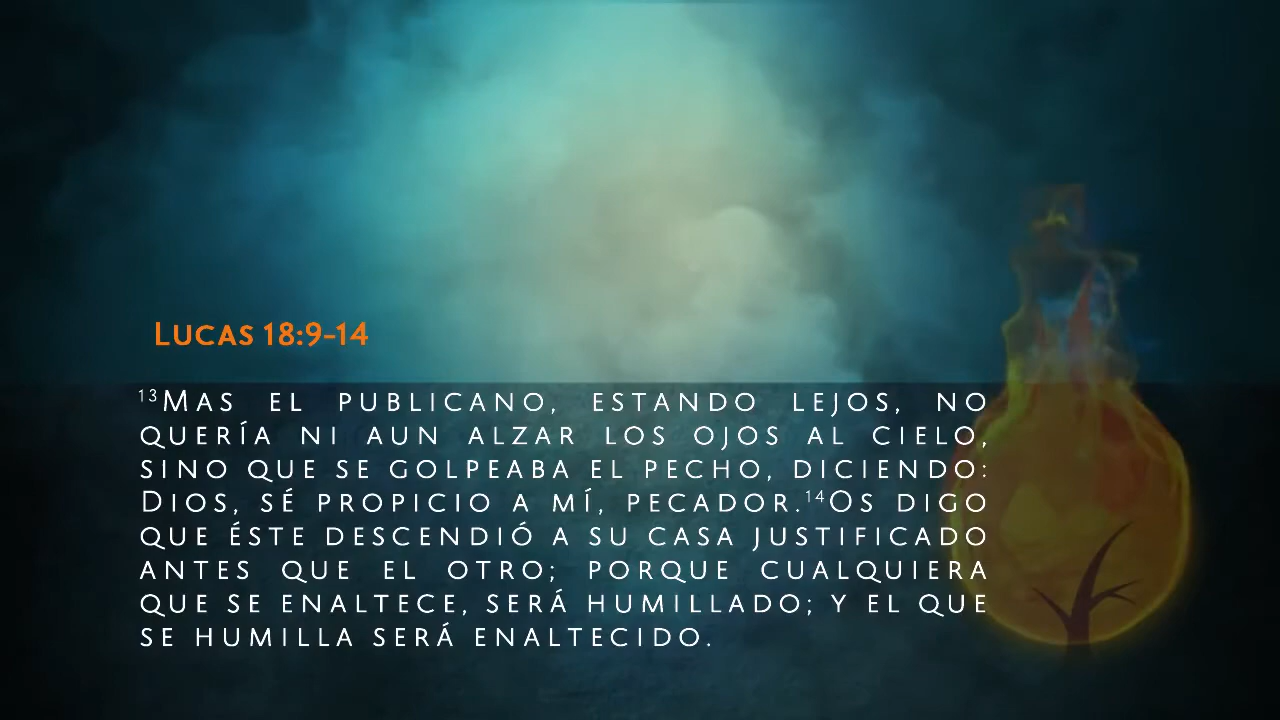 Lucas 18:9-14
¹³Mas el publicano, estando lejos, no
quería ni aun alzar los ojos al cielo,
sino que se golpeaba el pecho, diciendo:
Dios, sé propicio a mí, pecador.¹⁴Os digo
que éste descendió a su casa justificado
antes que el otro; porque cualquiera
que se enaltece, será humillado; y el que
se humilla será enaltecido.